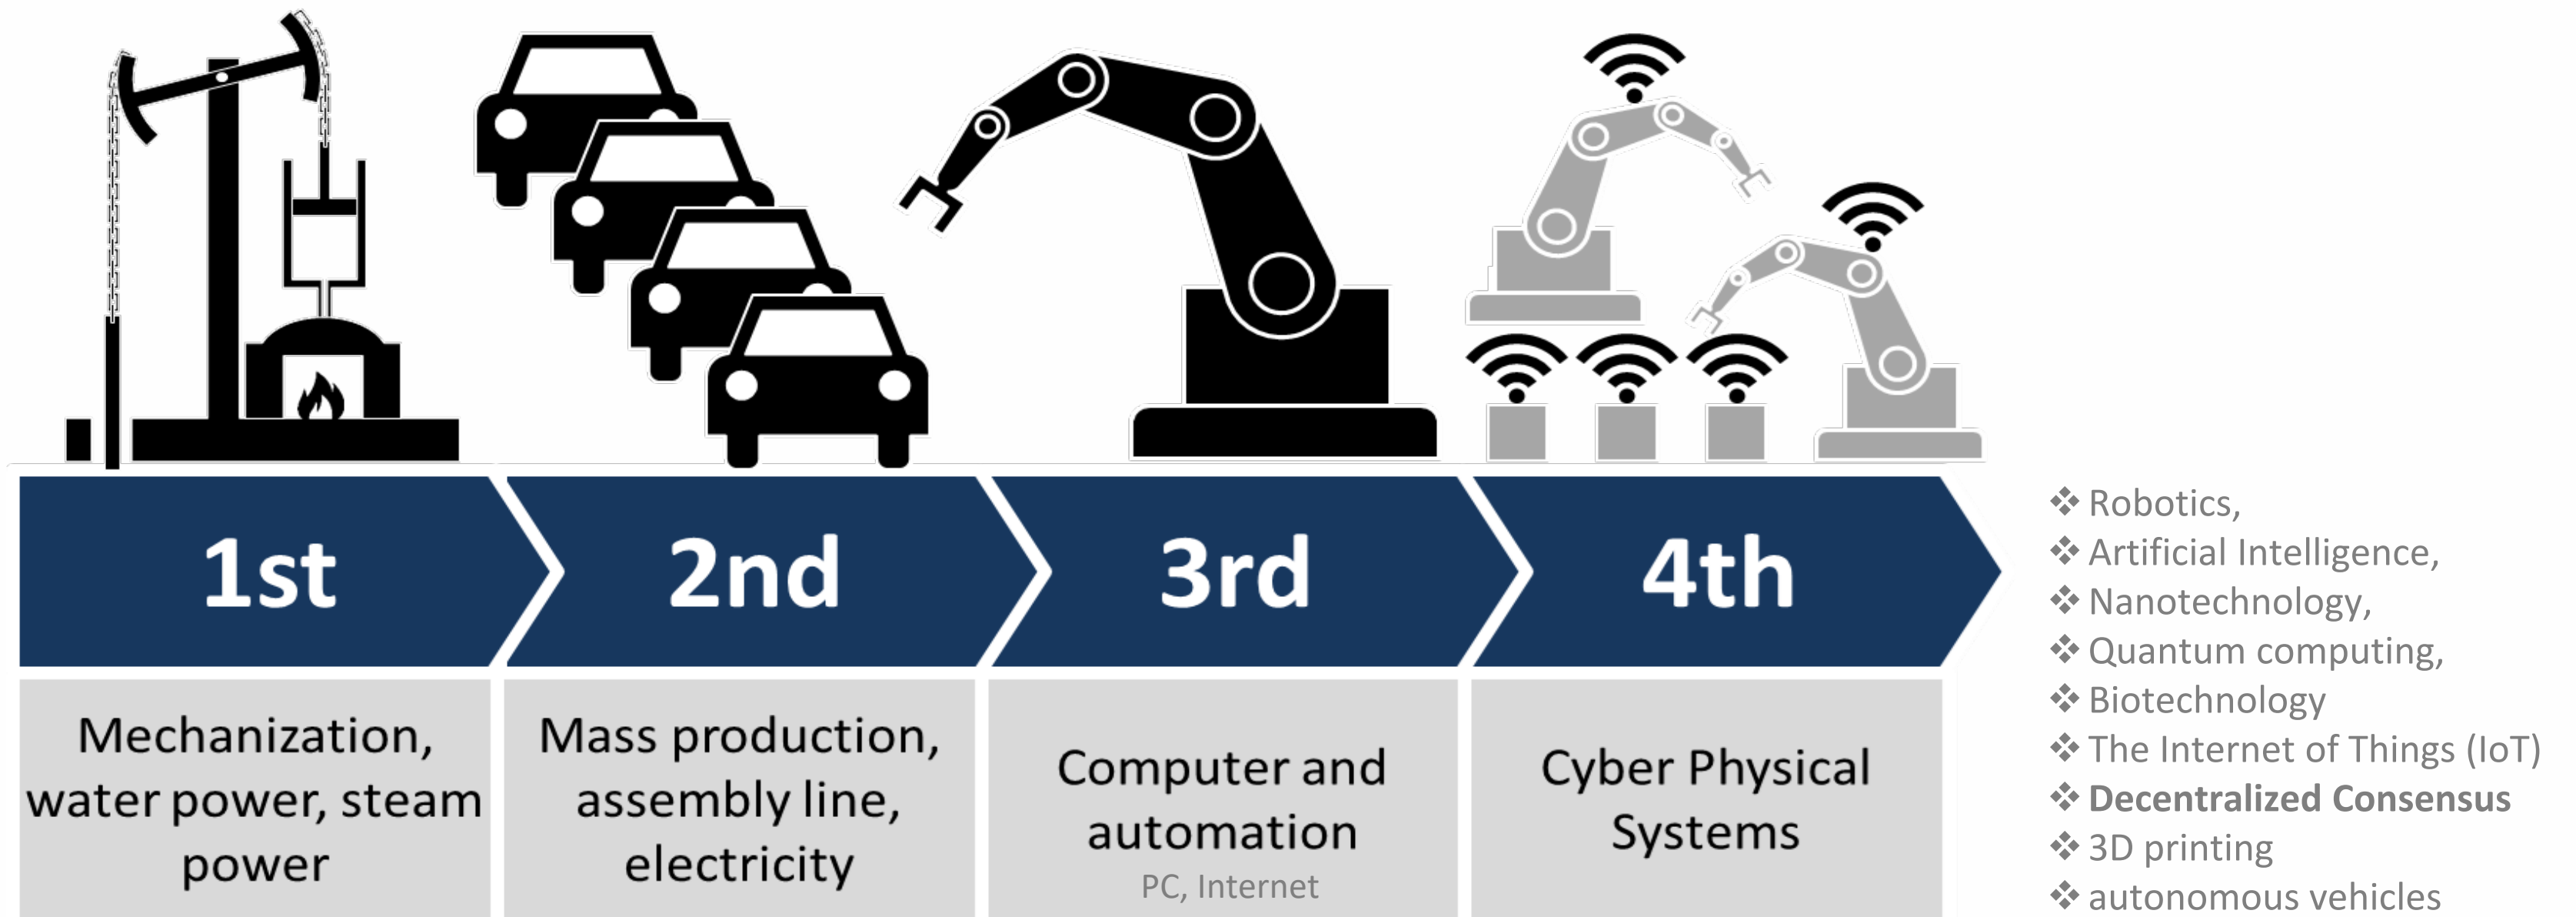 1st
2nd
3rd
4th
Mechanization,
water power, steam
power
Mass production,
assembly line,
electricity
Computer and
automation
PC, Internet
Cyber Physical
Systems
❖ Robotics,
❖ Artificial Intelligence,
❖ Nanotechnology,
❖ Quantum computing,
❖ Biotechnology
❖ The Internet of Things (IoT)
❖ Decentralized Consensus
❖ 3D printing
❖ autonomous vehicles